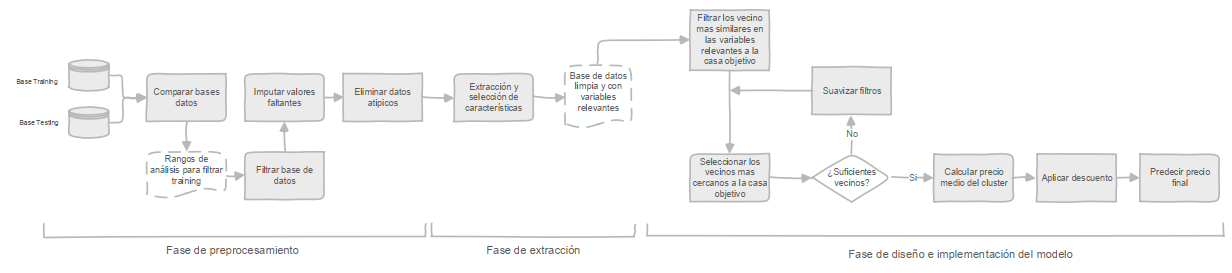 Base Training
Base Testing
Comparar bases
datos
Rangos de
análisis para filtrar
training
Filtrar base de
datos
Imputar valores
faltantes
Eliminar datos
atipicos
Extracción y
selección de
características
Base de datos
limpia y con
variables
relevantes
Filtrar los vecino
mas similares en
las variables
relevantes a la
casa objetivo
Suavizar filtros
No
Seleccionar los
vecinos mas
cercanos a la casa
objetivo
¿Suficientes
vecinos?
Si
Calcular precio
medio del cluster
Aplicar descuento
Predecir precio
final
Fase de preprocesamiento
Fase de extracción
Fase de diseño e implementación del modelo